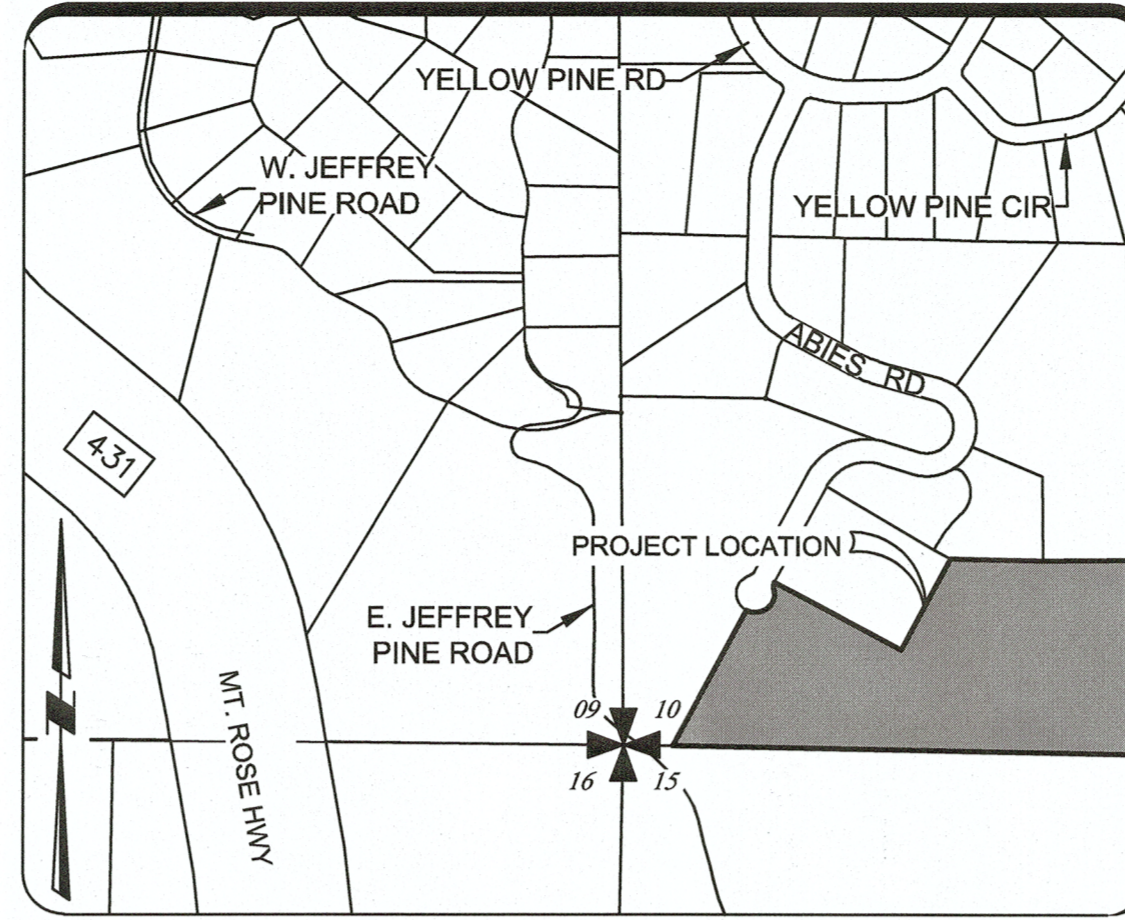 YELLOW PINE RD
W. JEFFREY
PINE ROAD
YELLOW PINE CIR
ABIES RD
431
PROJECT LOCATION
E. JEFFREY
PINE ROAD
MT. ROSE HWY
N
09 10
16 15